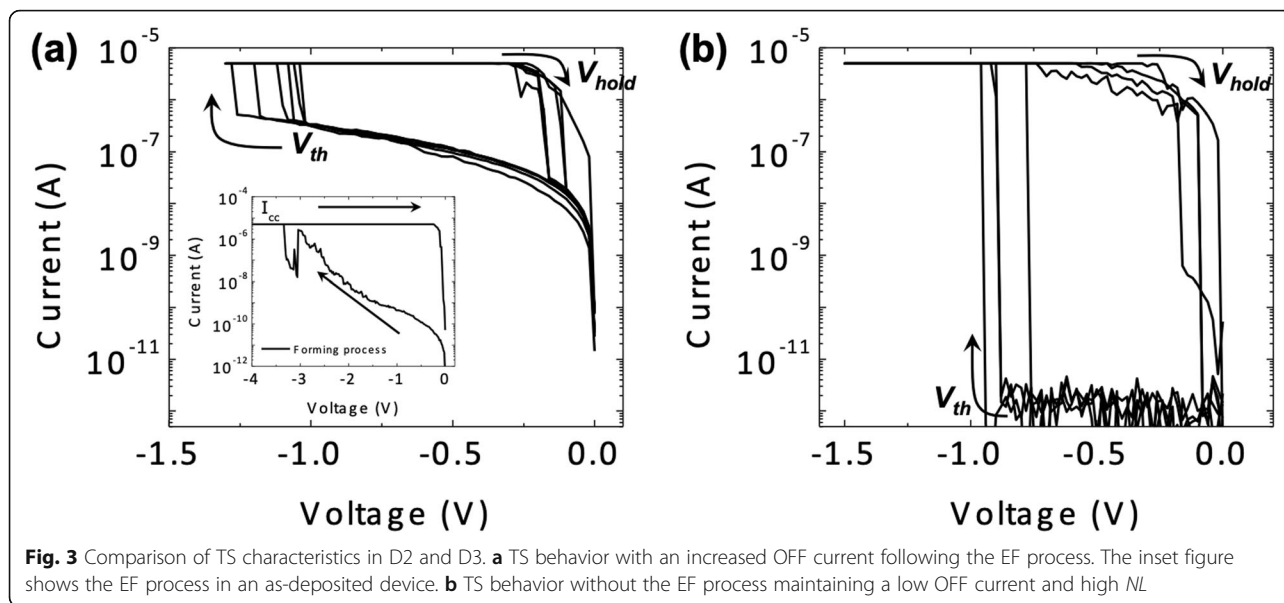 (a)
10^-5
10^-7
10^-9
10^-11
Current (A)
V_hold
V_th
10^-4
10^-6
10^-8
10^-10
10^-12
Current (A)
I_cc
Forming process
-4 -3 -2 -1 0
Voltage (V)
-1.5 -1.0 -0.5 0.0
Voltage (V)
(b)
10^-5
10^-7
10^-9
10^-11
Current (A)
V_hold
V_th
-1.5 -1.0 -0.5 0.0
Voltage (V)
Fig. 3 Comparison of TS characteristics in D2 and D3. a TS behavior with an increased OFF current following the EF process. The inset figure
shows the EF process in an as-deposited device. b TS behavior without the EF process maintaining a low OFF current and high NL